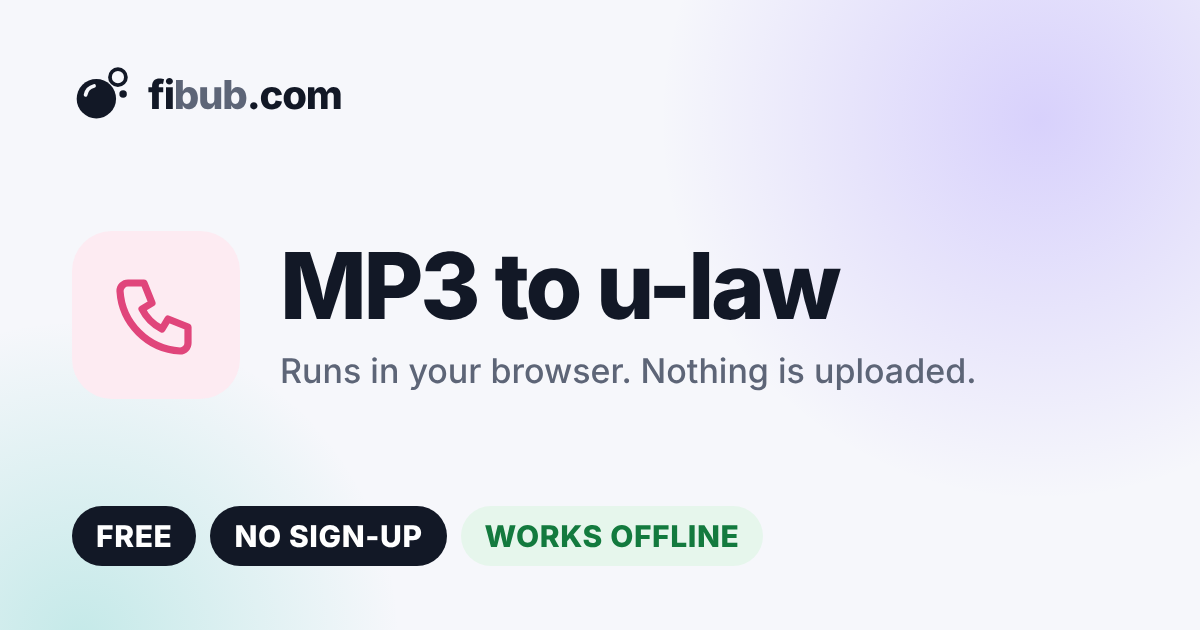 fibub.com
MP3 to u-law
Runs in your browser. Nothing is uploaded.
FREE NO SIGN-UP WORKS OFFLINE